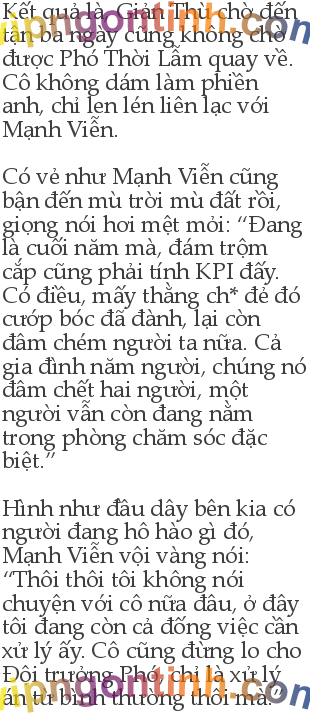 Kết quả là, Giản Thư chờ đến
tận ba ngày cũng không chờ
được Phó Thời Lẫm quay về.
Cô không dám làm phiền
anh, chỉ len lén liên lạc với
Mạnh Viễn.
Có vẻ như Mạnh Viễn cũng
bận đến mù trời mù đất rồi,
giọng nói hơi mệt mỏi: “Đang
là cuối năm mà, đám trộm
cắp cũng phải tính KPI đấy.
Có điều, mấy thằng ch* đẻ đó
cướp bóc đã đành, lại còn
đâm chém người ta nữa. Cả
gia đình năm người, chúng nó
đâm chết hai người, một
người vẫn còn đang nằm
trong phòng chăm sóc đặc
biệt.”
Hình như đầu dây bên kia có
người đang hô hào gì đó,
Mạnh Viễn vội vàng nói:
“Thôi thôi tôi không nói
chuyện với cô nữa đâu, ở đây
tôi đang còn cả đống việc cần
xử lý ấy. Cô cũng đừng lo cho
Đội trưởng Phó, chỉ là xử lý
án tử bình thường thôi mà.”
vipngontinh.com
vipngontinh.com